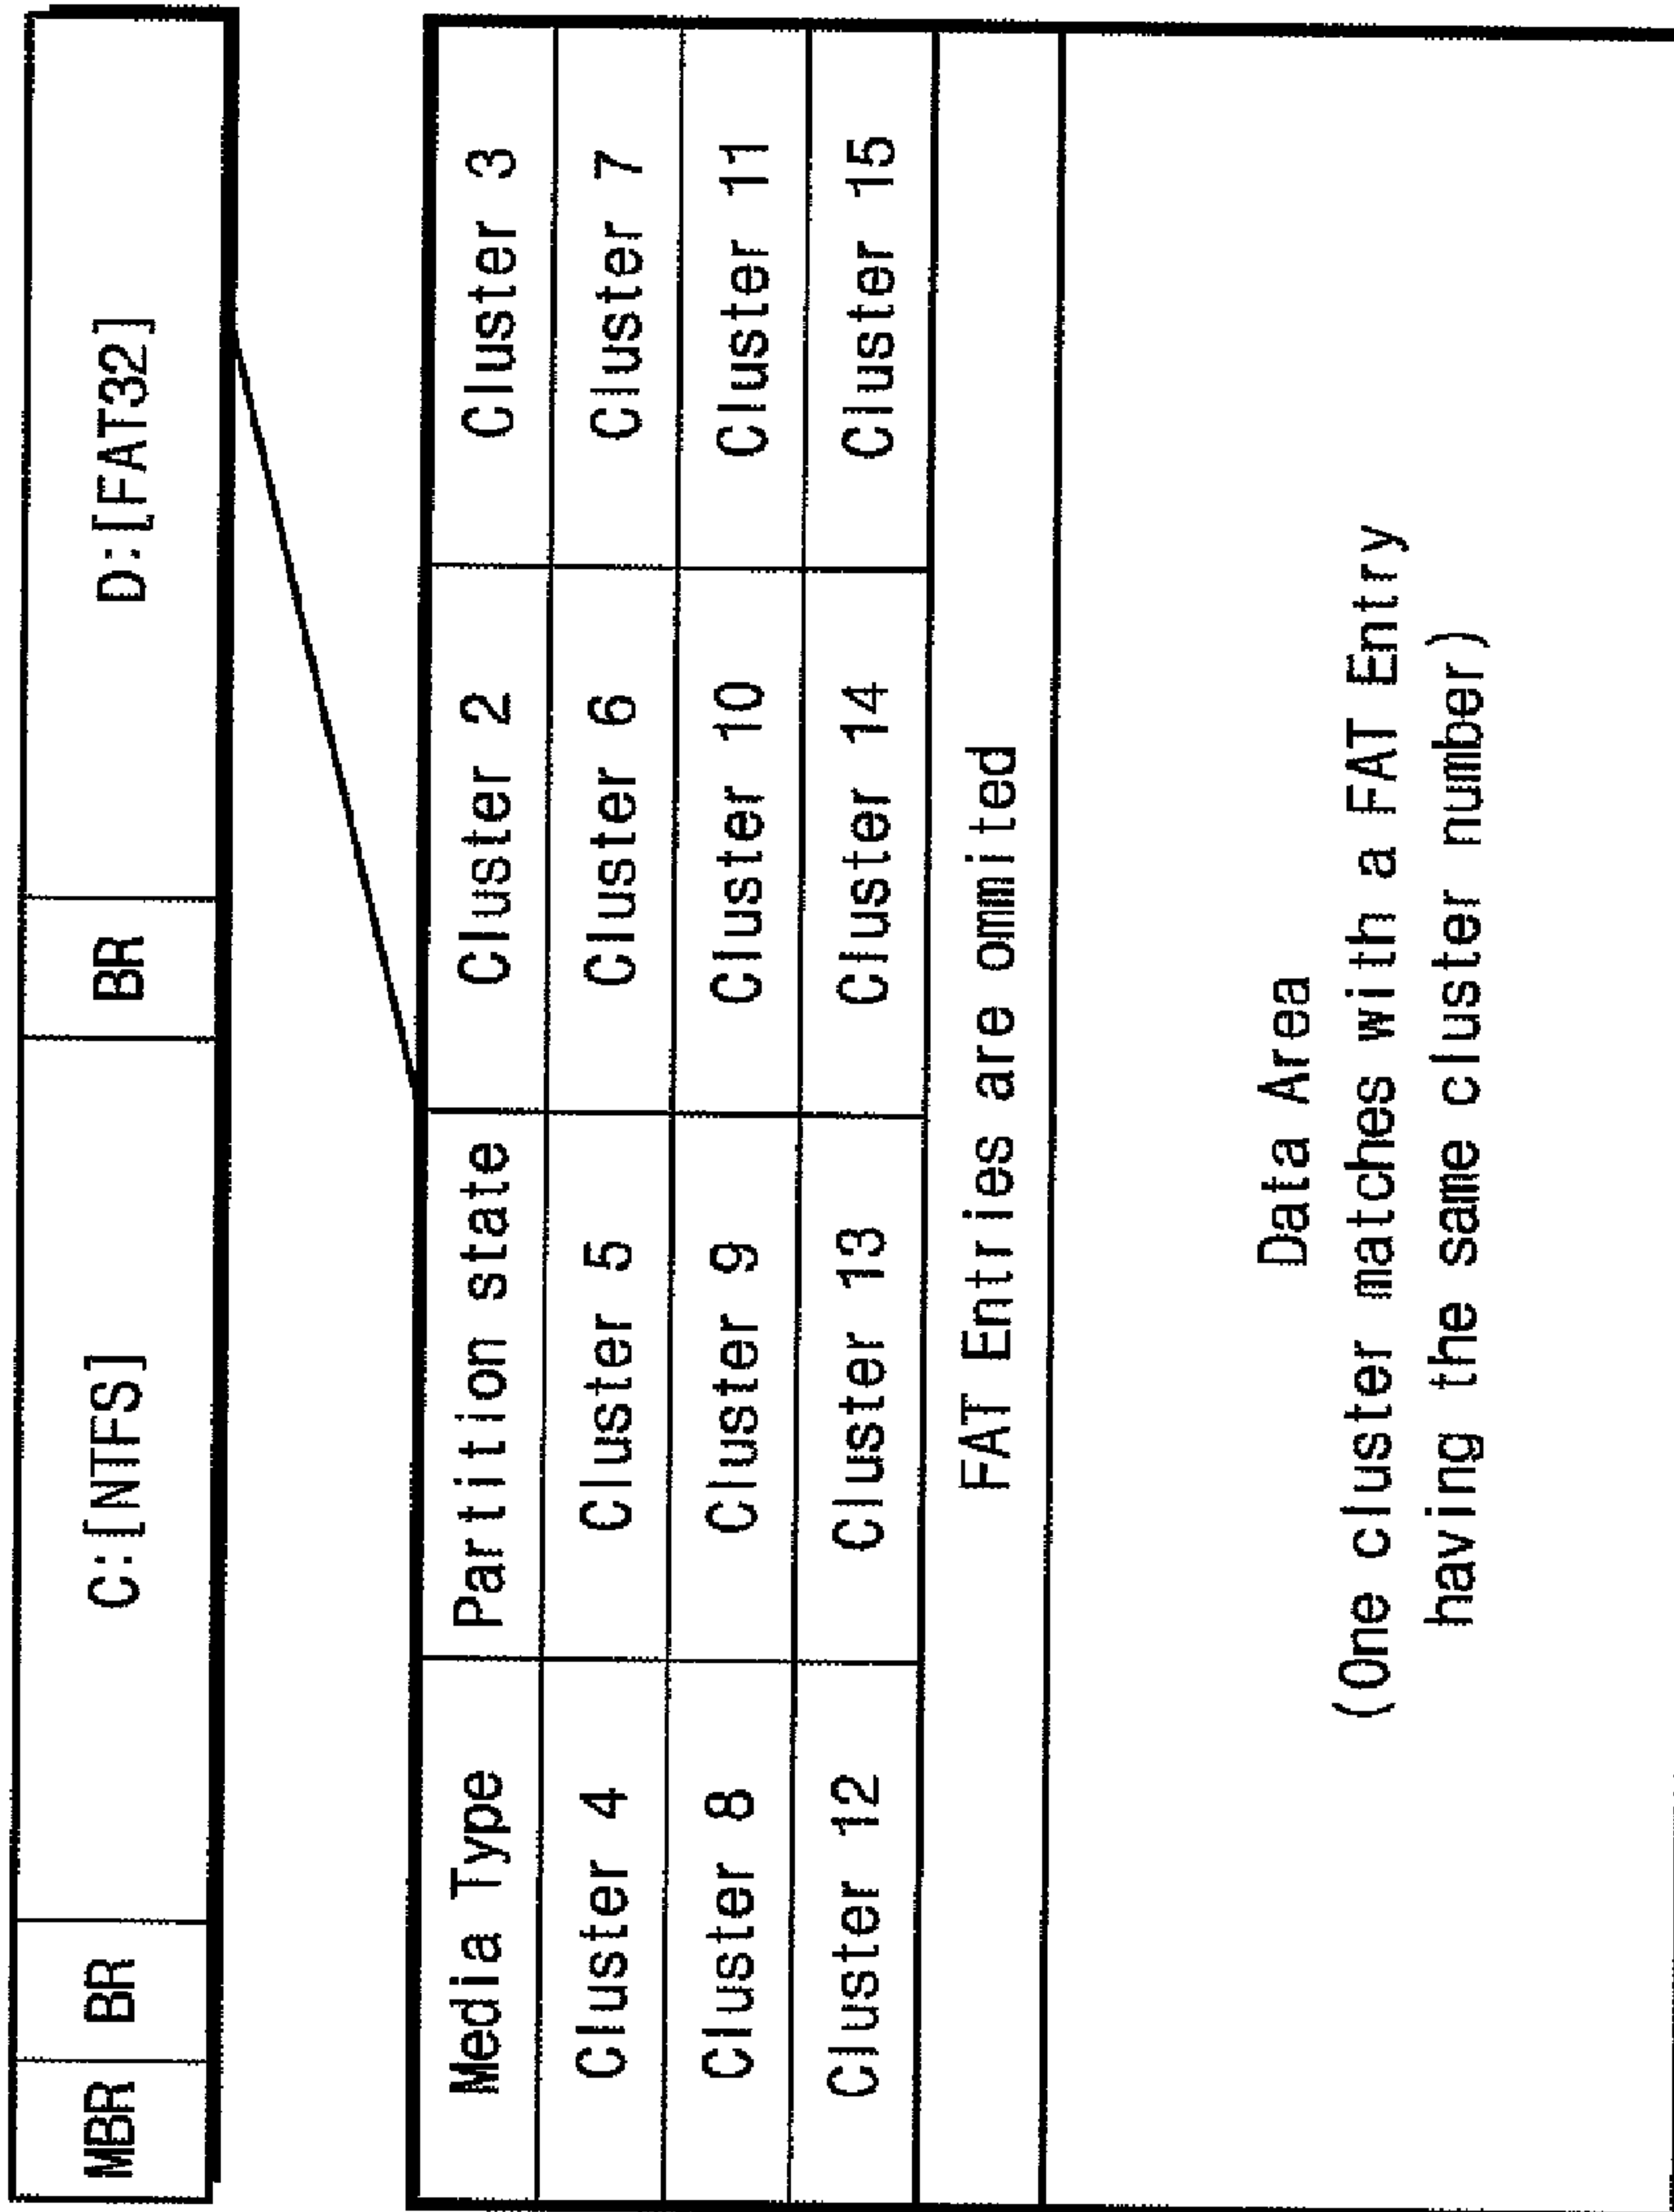 MBR BR C:[NTFS] BR D:[FAT32]
Media Type Partition state Cluster 2 Cluster 3
Cluster 4 Cluster 5 Cluster 6 Cluster 7
Cluster 8 Cluster 9 Cluster 10 Cluster 11
Cluster 12 Cluster 13 Cluster 14 Cluster 15
FAT Entries are ommited
Data Area
(One cluster matches with a FAT Entry
having the same cluster number)